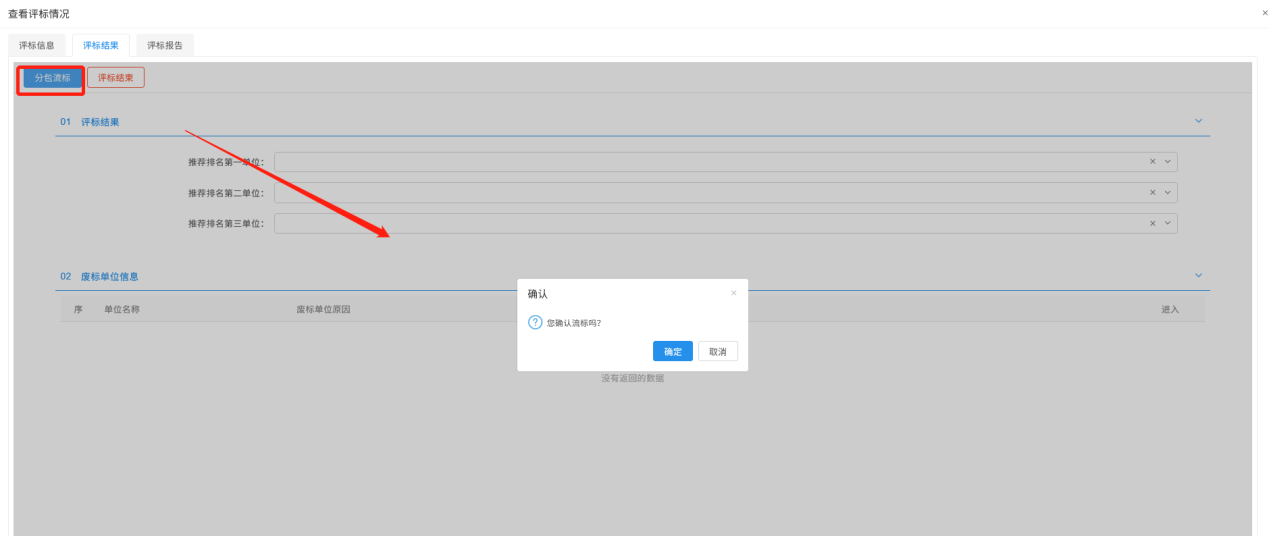 查看评标情况
评标信息 评标结果 评标报告
分包流标 评标结束
01 评标结果
推荐排名第一单位：
推荐排名第二单位：
推荐排名第三单位：
02 废标单位信息
序 单位名称 废标单位原因 进入
确认
您确认流标吗？
确定 取消
没有返回的数据